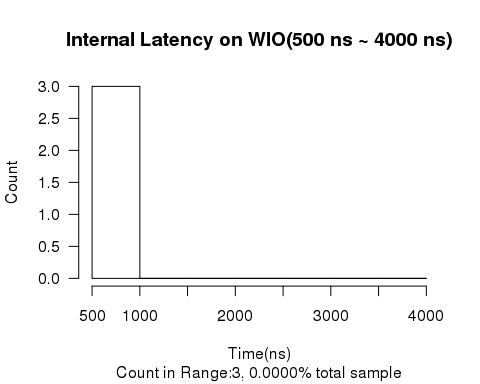 Internal Latency on WIO(500 ns ~ 4000 ns)
Count
3.0
2.5
2.0
1.5
1.0
0.5
0.0
500 1000 2000 3000 4000
Time(ns)
Count in Range:3, 0.0000% total sample